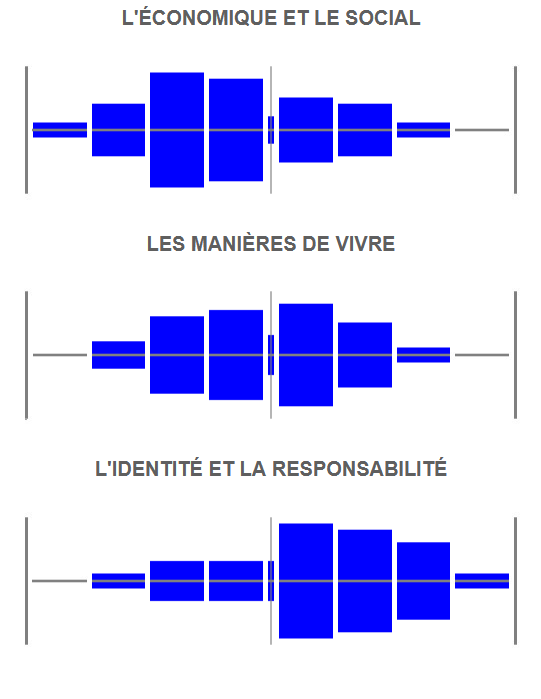 L'ÉCONOMIQUE ET LE SOCIAL
LES MANIÈRES DE VIVRE
L'IDENTITÉ ET LA RESPONSABILITÉ